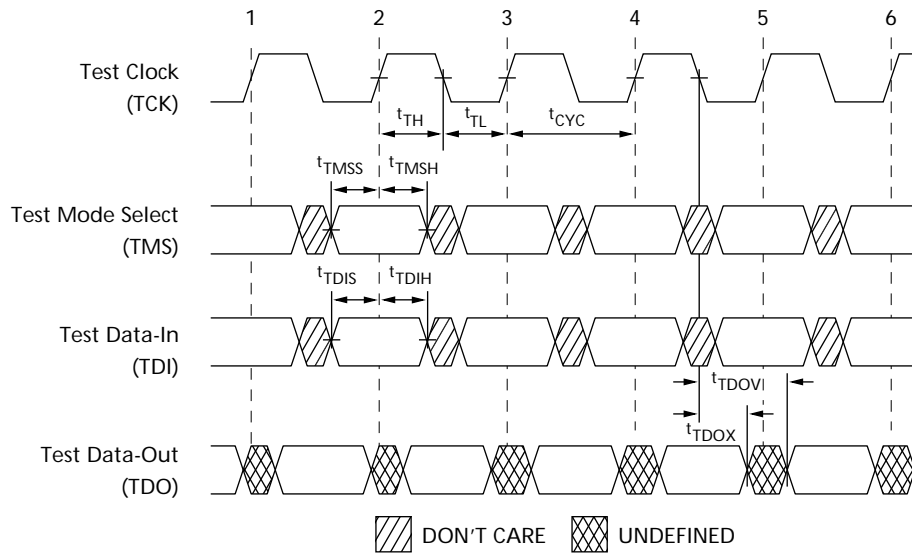 1 2 3 4 5 6
Test Clock
(TCK)
tTH tTL tCYC
tTMSS tTMSH
Test Mode Select
(TMS)
tTDIS tTDIH
Test Data-In
(TDI)
tTDOV
tTDOX
Test Data-Out
(TDO)
DON'T CARE UNDEFINED